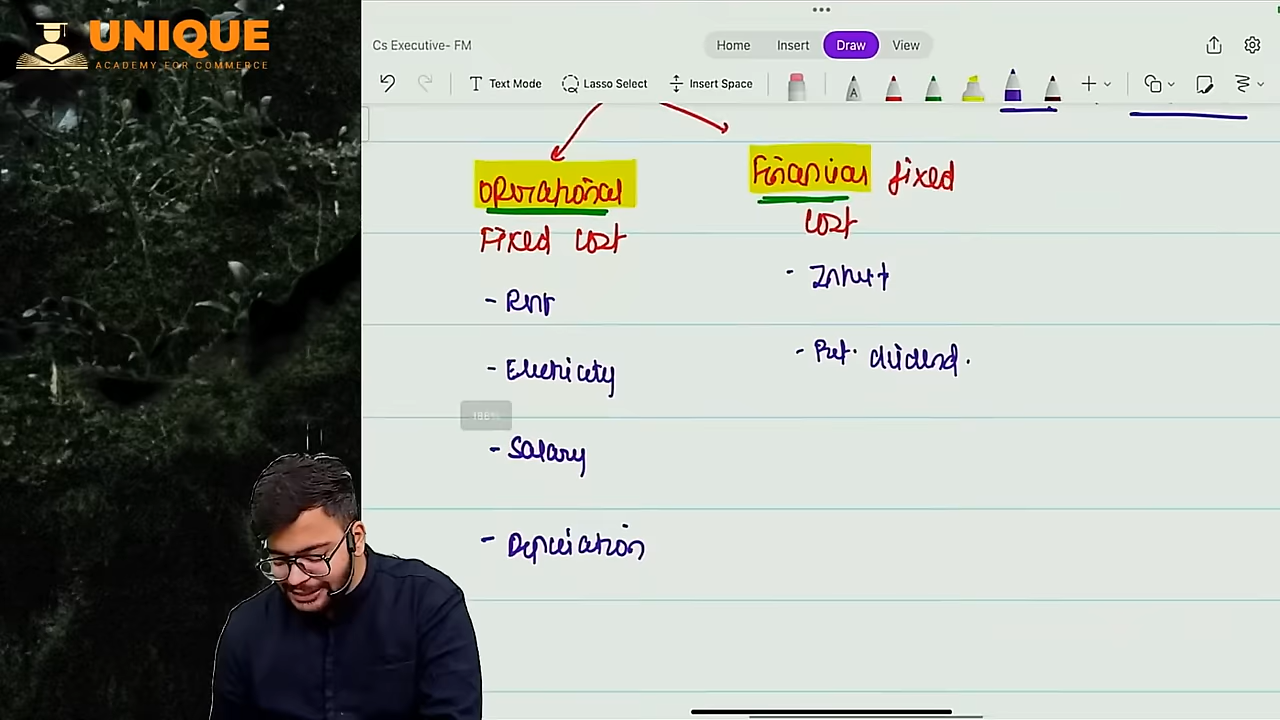 UNIQUE
ACADEMY FOR COMMERCE
Cs Executive- FM
Home Insert Draw View
Text Mode Lasso Select Insert Space
Operational
Fixed cost
- Rent
- Electricity
- Salary
- Depreciation
Financial fixed
cost
- Interest
- Pref. dividend.